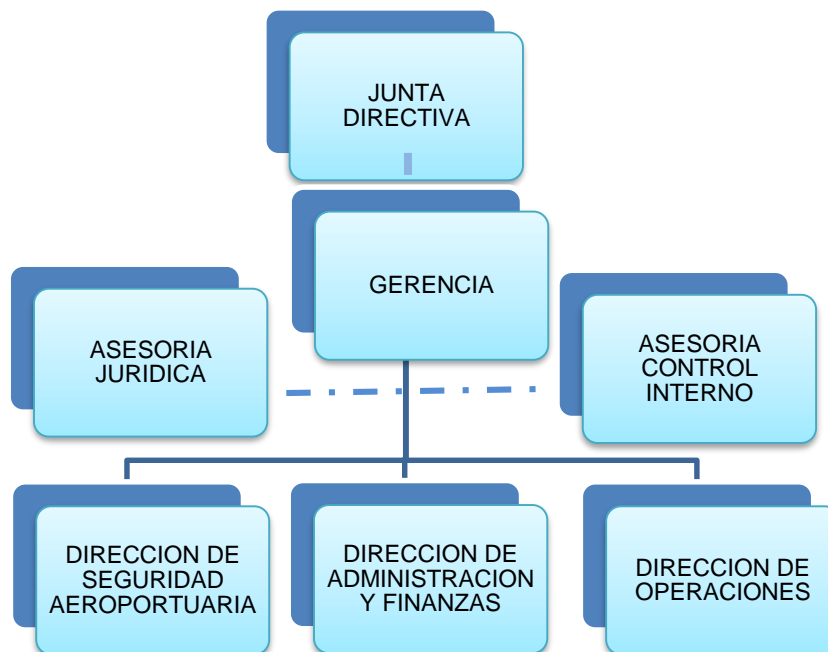 JUNTA
DIRECTIVA
GERENCIA
ASESORIA
JURIDICA
ASESORIA
CONTROL
INTERNO
DIRECCION DE
SEGURIDAD
AEROPORTUARIA
DIRECCION DE
ADMINISTRACION
Y FINANZAS
DIRECCION DE
OPERACIONES